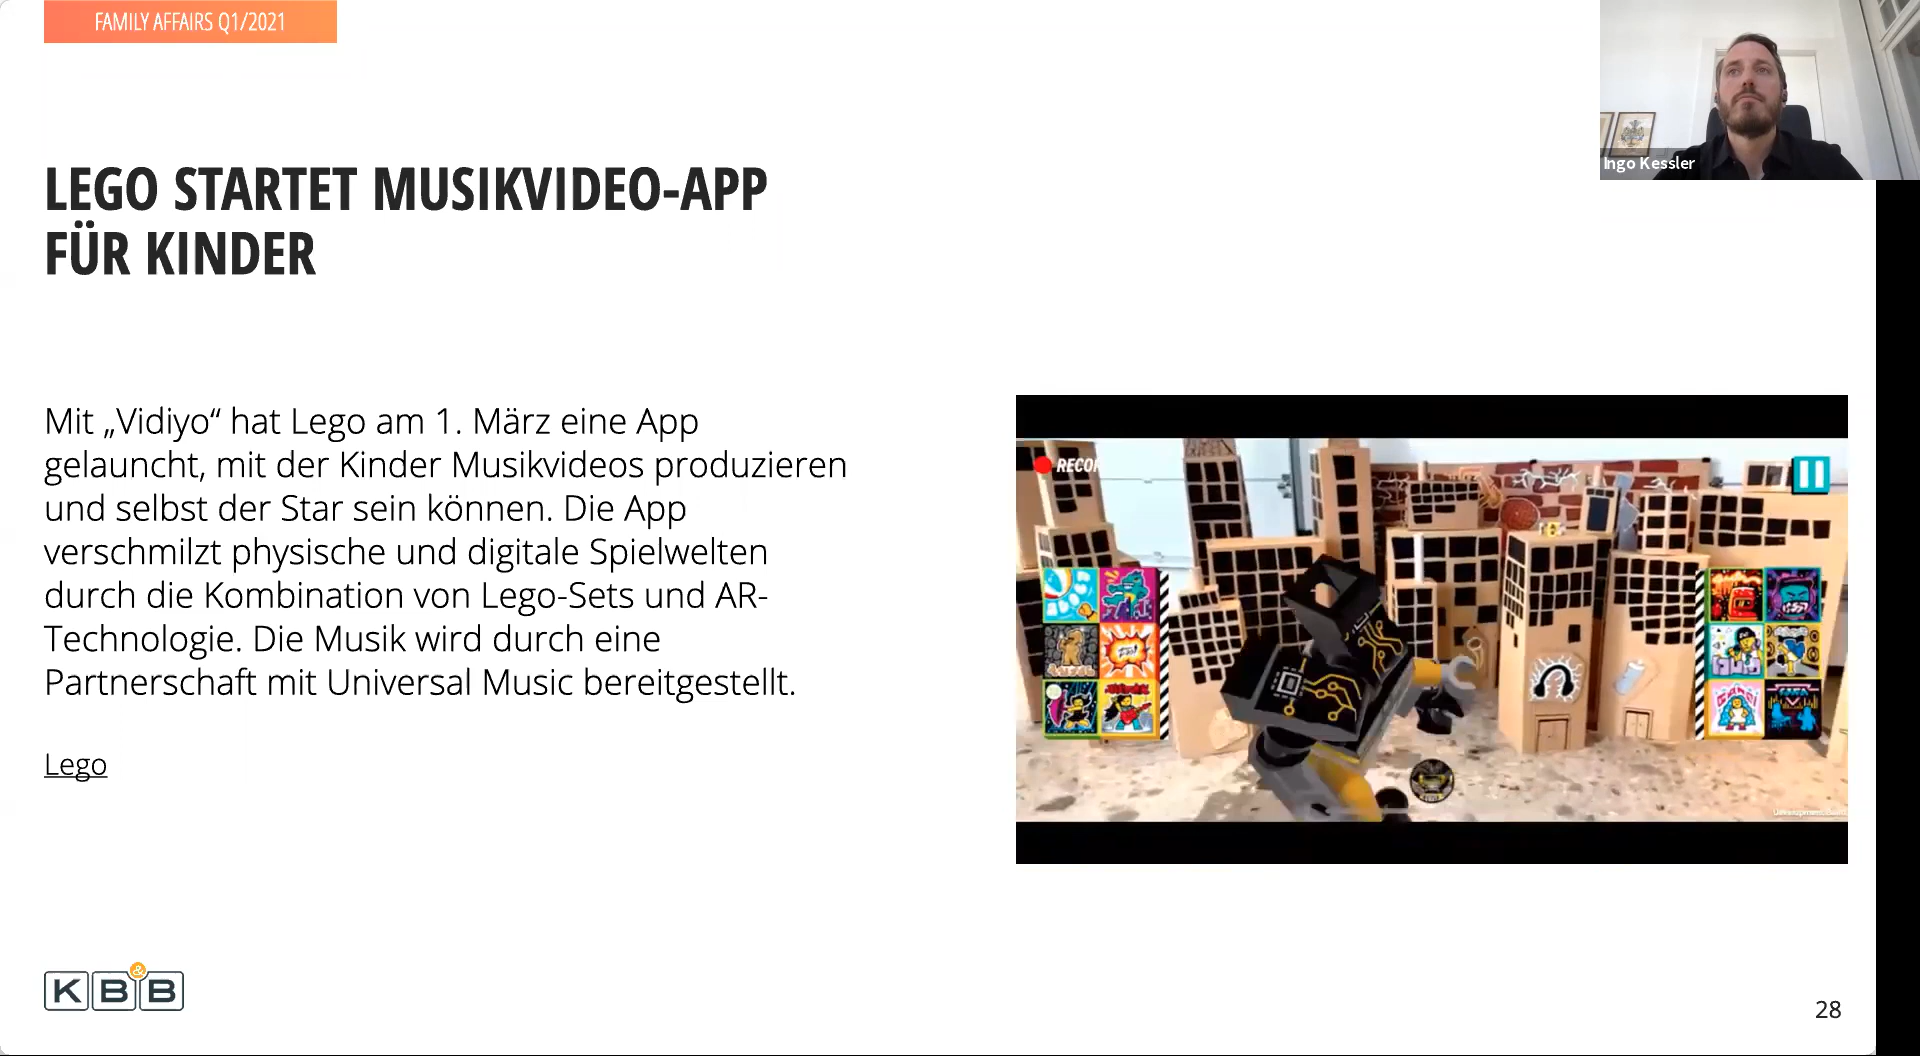 FAMILY AFFAIRS Q1/2021
Ingo Kessler
LEGO STARTET MUSIKVIDEO-APP
FÜR KINDER
Mit „Vidiyo“ hat Lego am 1. März eine App
gelauncht, mit der Kinder Musikvideos produzieren
und selbst der Star sein können. Die App
verschmilzt physische und digitale Spielwelten
durch die Kombination von Lego-Sets und AR-
Technologie. Die Musik wird durch eine
Partnerschaft mit Universal Music bereitgestellt.
Lego
RECOR
K B & B
28